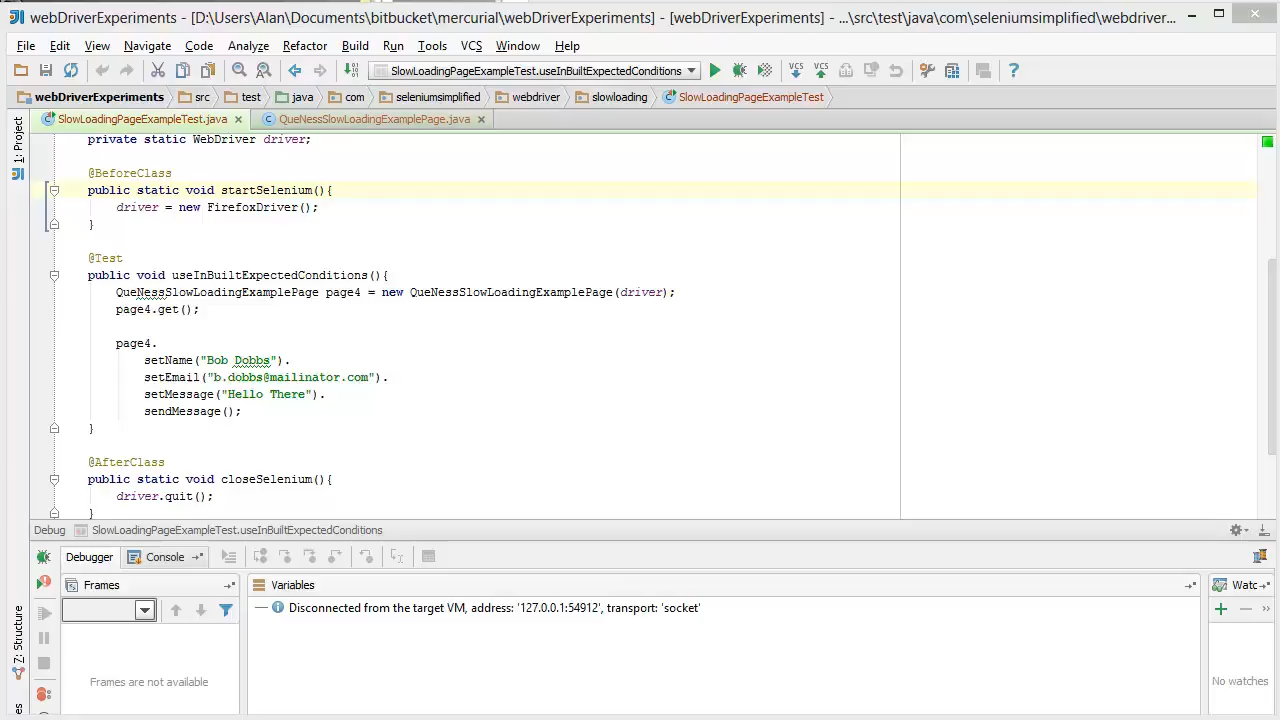 webDriverExperiments - [D:\Users\Alan\Documents\bitbucket\mercurial\webDriverExperiments] - [webDriverExperiments] - ...\src\test\java\com\seleniumsimplified\webdriver...
File Edit View Navigate Code Analyze Refactor Build Run Tools VCS Window Help
SlowLoadingPageExampleTest.useInBuiltExpectedConditions VCS VCS ?
webDriverExperiments src test java com seleniumsimplified webdriver slowloading SlowLoadingPageExampleTest
SlowLoadingPageExampleTest.java QueNessSlowLoadingExamplePage.java
1: Project
private static WebDriver driver;
@BeforeClass
public static void startSelenium(){
driver = new FirefoxDriver();
}
@Test
public void useInBuiltExpectedConditions(){
QueNessSlowLoadingExamplePage page4 = new QueNessSlowLoadingExamplePage(driver);
page4.get();
page4.
setName("Bob Dobbs").
setEmail("b.dobbs@mailinator.com").
setMessage("Hello There").
sendMessage();
}
@AfterClass
public static void closeSelenium(){
driver.quit();
}
Debug SlowLoadingPageExampleTest.useInBuiltExpectedConditions
Debugger Console
Frames Variables Watc
Disconnected from the target VM, address: '127.0.0.1:54912', transport: 'socket'
Z: Structure
Frames are not available
No watches